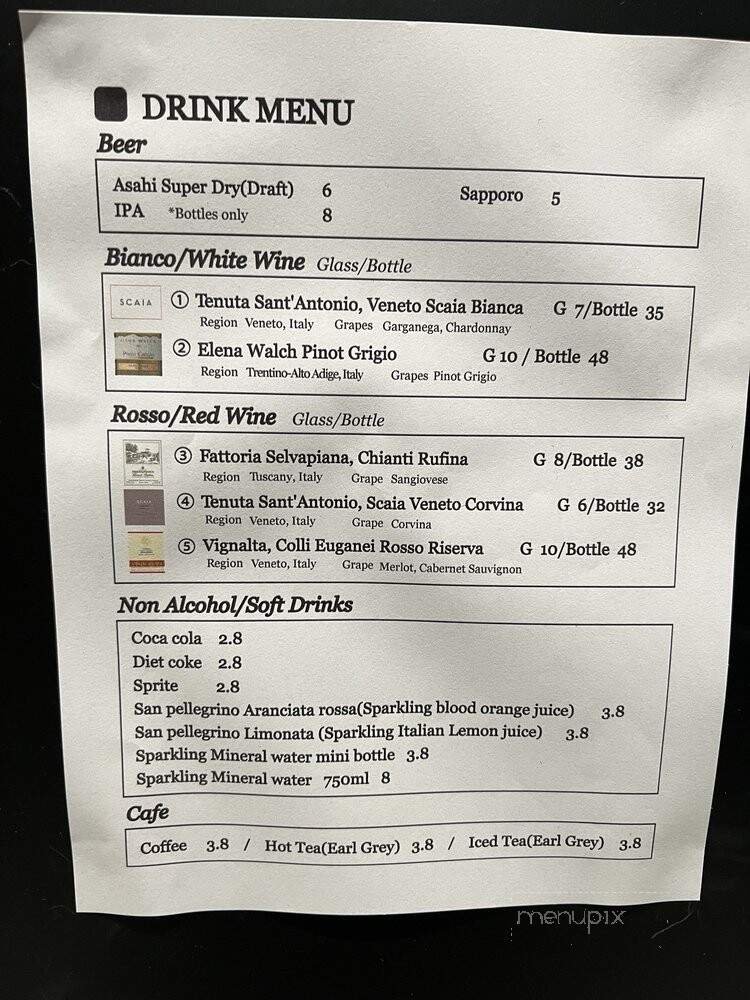 DRINK MENU
Beer
Asahi Super Dry(Draft) 6 Sapporo 5
IPA *Bottles only 8
Bianco/White Wine Glass/Bottle
SCAIA
① Tenuta Sant'Antonio, Veneto Scaia Bianca G 7/Bottle 35
Region Veneto, Italy Grapes Garganega, Chardonnay
② Elena Walch Pinot Grigio G 10 / Bottle 48
Region Trentino-Alto Adige, Italy Grapes Pinot Grigio
Rosso/Red Wine Glass/Bottle
③ Fattoria Selvapiana, Chianti Rufina G 8/Bottle 38
Region Tuscany, Italy Grape Sangiovese
SCAIA
④ Tenuta Sant'Antonio, Scaia Veneto Corvina G 6/Bottle 32
Region Veneto, Italy Grape Corvina
⑤ Vignalta, Colli Euganei Rosso Riserva G 10/Bottle 48
Region Veneto, Italy Grape Merlot, Cabernet Sauvignon
Non Alcohol/Soft Drinks
Coca cola 2.8
Diet coke 2.8
Sprite 2.8
San pellegrino Aranciata rossa(Sparkling blood orange juice) 3.8
San pellegrino Limonata (Sparkling Italian Lemon juice) 3.8
Sparkling Mineral water mini bottle 3.8
Sparkling Mineral water 750ml 8
Cafe
Coffee 3.8 / Hot Tea(Earl Grey) 3.8 / Iced Tea(Earl Grey) 3.8
menupix